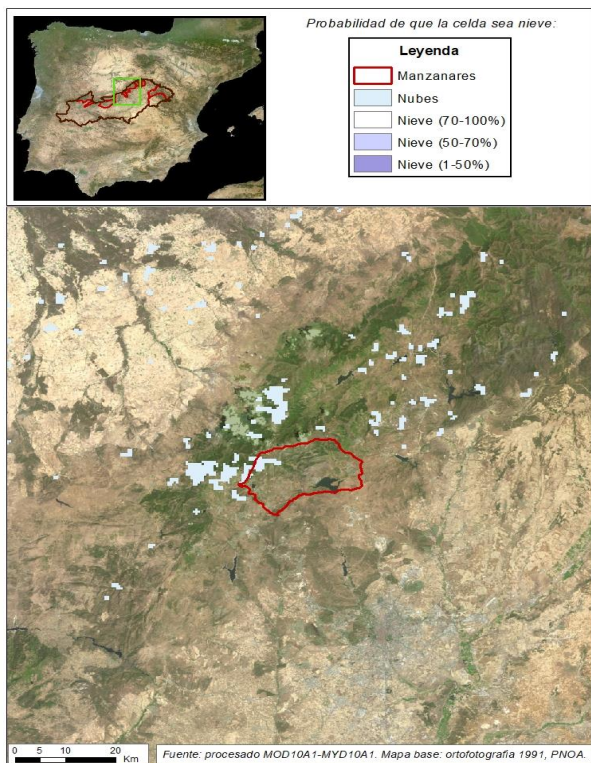 Probabilidad de que la celda sea nieve:
Leyenda
Manzanares
Nubes
Nieve (70-100%)
Nieve (50-70%)
Nieve (1-50%)
0 5 10 20
Km
Fuente: procesado MOD10A1-MYD10A1. Mapa base: ortofotografía 1991, PNOA.